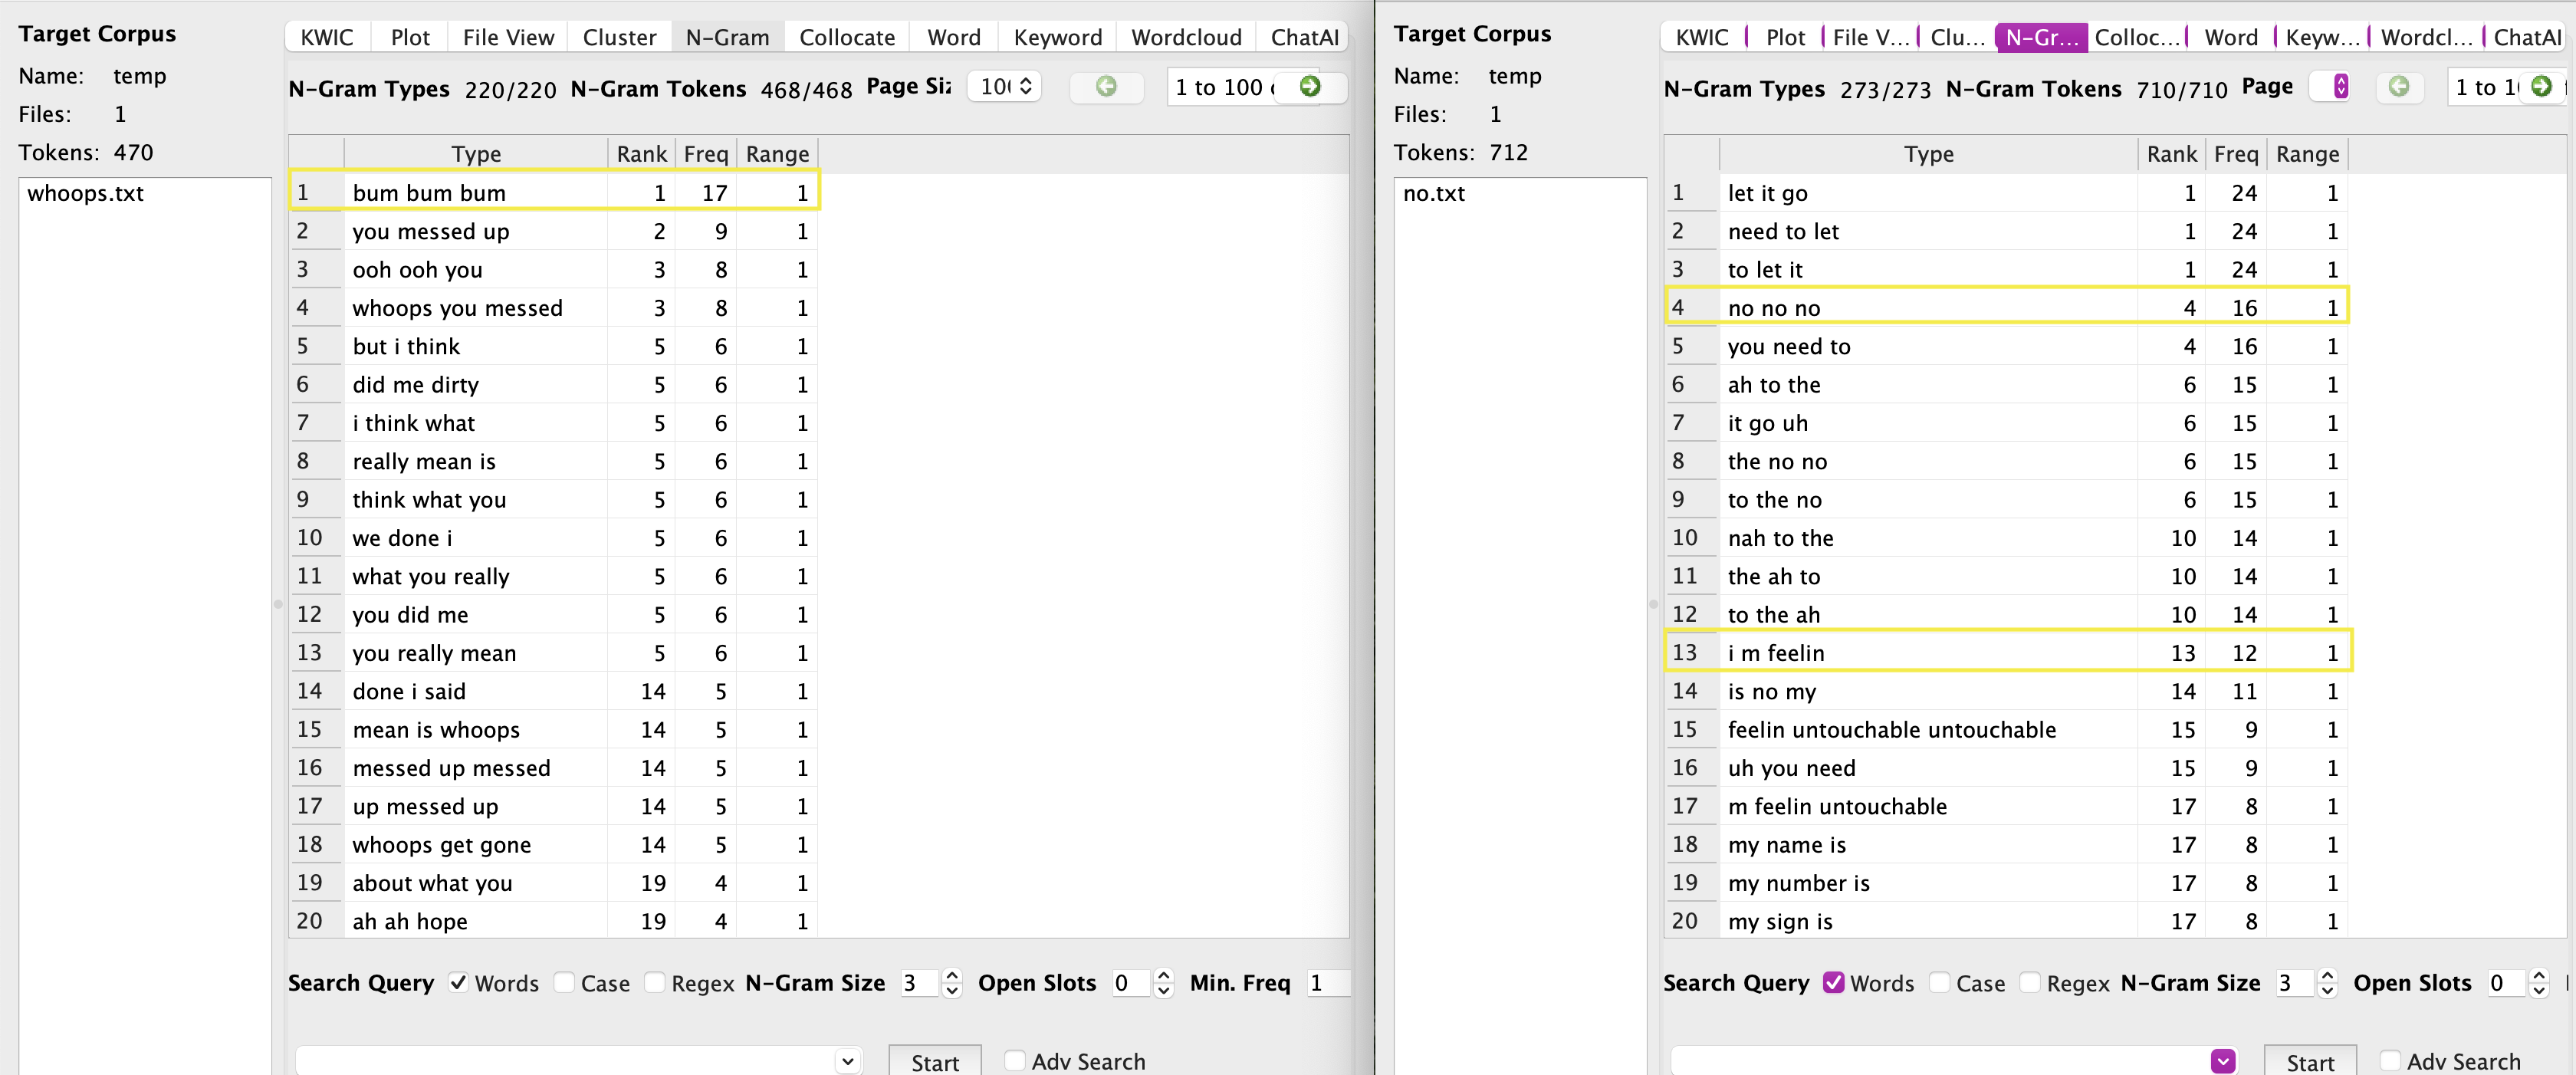 Target Corpus
Name: temp
Files: 1
Tokens: 470
whoops.txt
KWIC Plot File View Cluster N-Gram Collocate Word Keyword Wordcloud ChatAI
N-Gram Types 220/220 N-Gram Tokens 468/468 Page Siz 100 1 to 100
Type Rank Freq Range
1 bum bum bum 1 17 1
2 you messed up 2 9 1
3 ooh ooh you 3 8 1
4 whoops you messed 3 8 1
5 but i think 5 6 1
6 did me dirty 5 6 1
7 i think what 5 6 1
8 really mean is 5 6 1
9 think what you 5 6 1
10 we done i 5 6 1
11 what you really 5 6 1
12 you did me 5 6 1
13 you really mean 5 6 1
14 done i said 14 5 1
15 mean is whoops 14 5 1
16 messed up messed 14 5 1
17 up messed up 14 5 1
18 whoops get gone 14 5 1
19 about what you 19 4 1
20 ah ah hope 19 4 1
Search Query Words Case Regex N-Gram Size 3 Open Slots 0 Min. Freq 1
Start Adv Search
Target Corpus
Name: temp
Files: 1
Tokens: 712
no.txt
KWIC Plot File V... Clu... N-Gr... Colloc... Word Keyw... Wordcl... ChatAI
N-Gram Types 273/273 N-Gram Tokens 710/710 Page 1 to 1
Type Rank Freq Range
1 let it go 1 24 1
2 need to let 1 24 1
3 to let it 1 24 1
4 no no no 4 16 1
5 you need to 4 16 1
6 ah to the 6 15 1
7 it go uh 6 15 1
8 the no no 6 15 1
9 to the no 6 15 1
10 nah to the 10 14 1
11 the ah to 10 14 1
12 to the ah 10 14 1
13 i m feelin 13 12 1
14 is no my 14 11 1
15 feelin untouchable untouchable 15 9 1
16 uh you need 15 9 1
17 m feelin untouchable 17 8 1
18 my name is 17 8 1
19 my number is 17 8 1
20 my sign is 17 8 1
Search Query Words Case Regex N-Gram Size 3 Open Slots 0
Start Adv Search